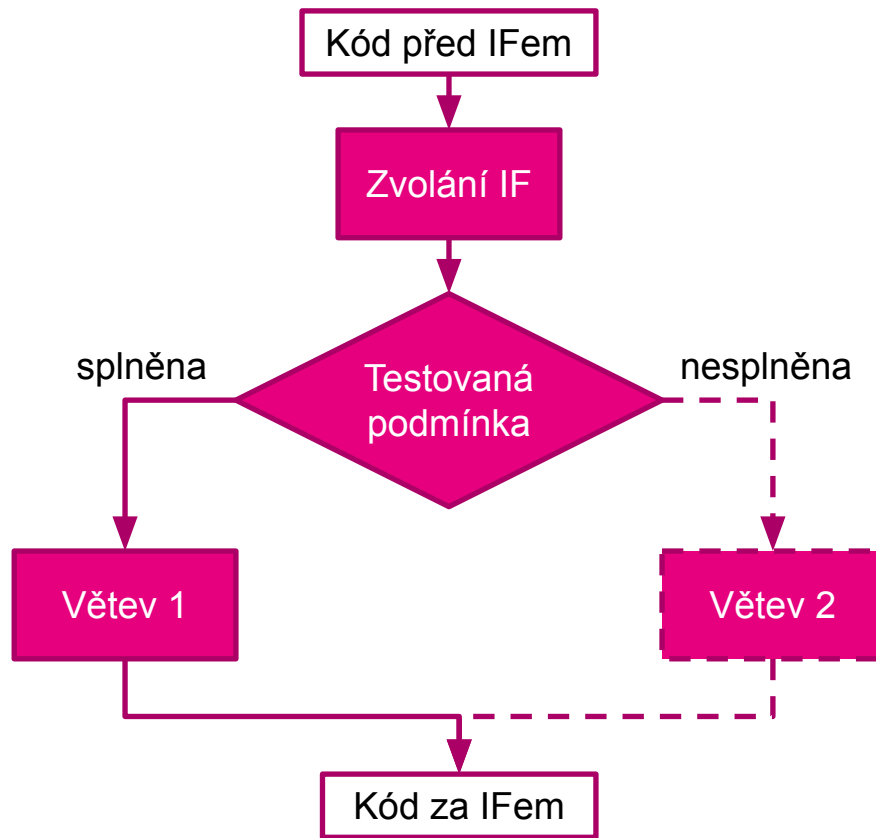 Kód před IFem
Zvolání IF
splněna
Testovaná
podmínka
nesplněna
Větev 1
Větev 2
Kód za IFem